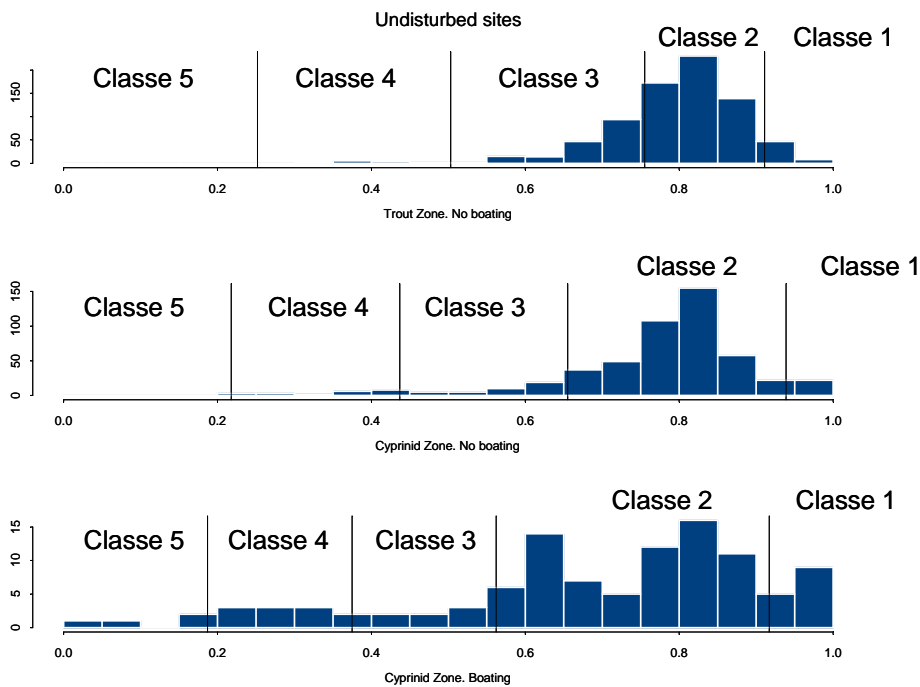 Undisturbed sites
Classe 5 Classe 4 Classe 3 Classe 2 Classe 1
150
50
0
0.0 0.2 0.4 0.6 0.8 1.0
Trout Zone. No boating
Classe 5 Classe 4 Classe 3 Classe 2 Classe 1
150
100
50
0
0.0 0.2 0.4 0.6 0.8 1.0
Cyprinid Zone. No boating
Classe 5 Classe 4 Classe 3 Classe 2 Classe 1
15
10
5
0
0.0 0.2 0.4 0.6 0.8 1.0
Cyprinid Zone. Boating